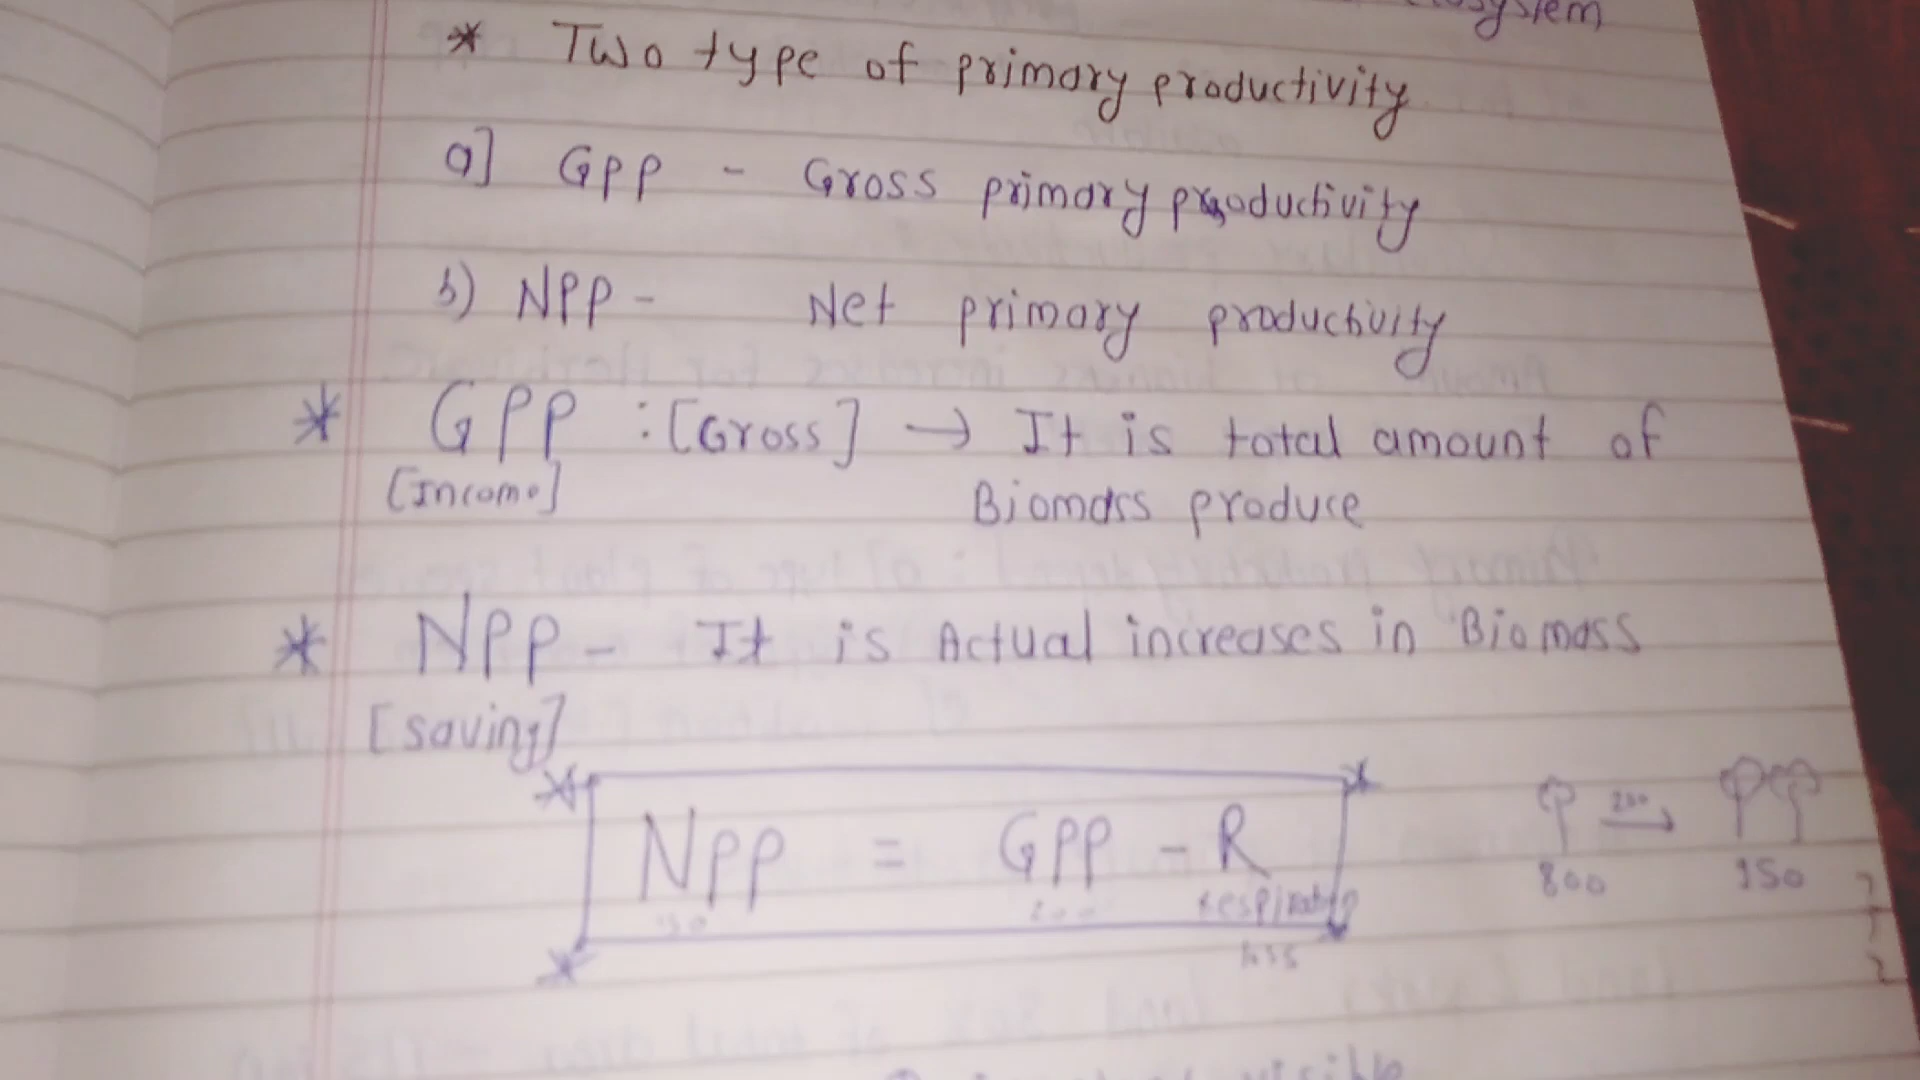 * Two type of primary productivity
a] GPP - Gross primary productivity
b) NPP - Net primary productivity
* GPP : [Gross] → It is total amount of
[Income] Biomass produce
* NPP - It is Actual increases in Biomass
[saving]
NPP = GPP - R
respiration
loss
200 →
800 150